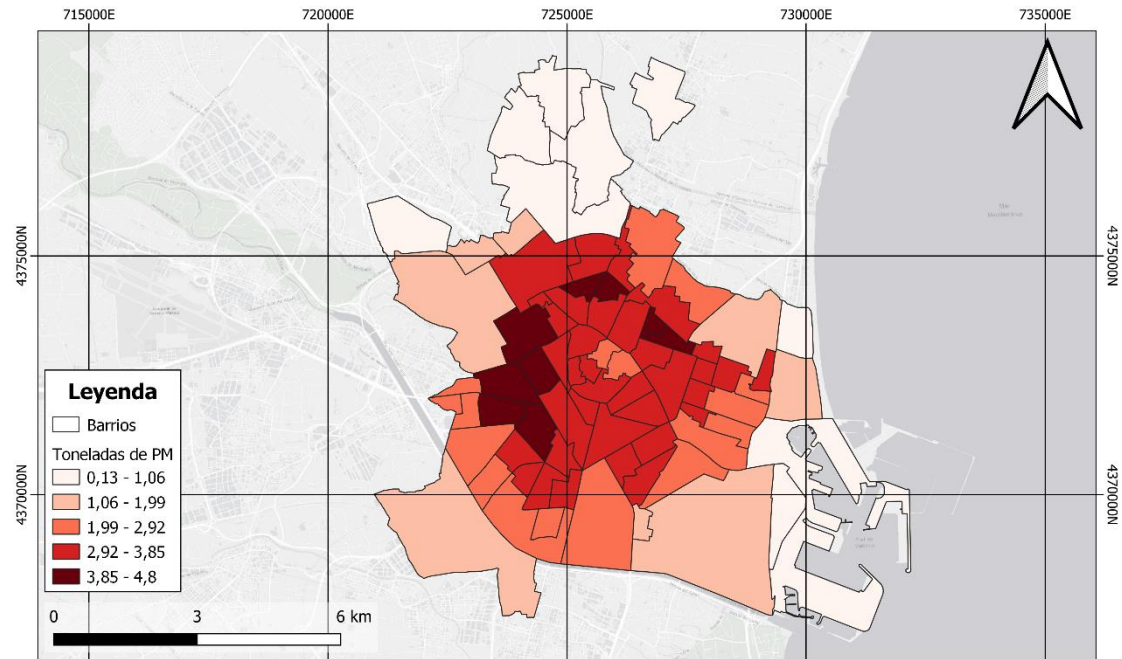 715000E 720000E 725000E 730000E 735000E
4375000N 4375000N
4370000N 4370000N
Leyenda
Barrios
Toneladas de PM
0,13 - 1,06
1,06 - 1,99
1,99 - 2,92
2,92 - 3,85
3,85 - 4,8
0 3 6 km